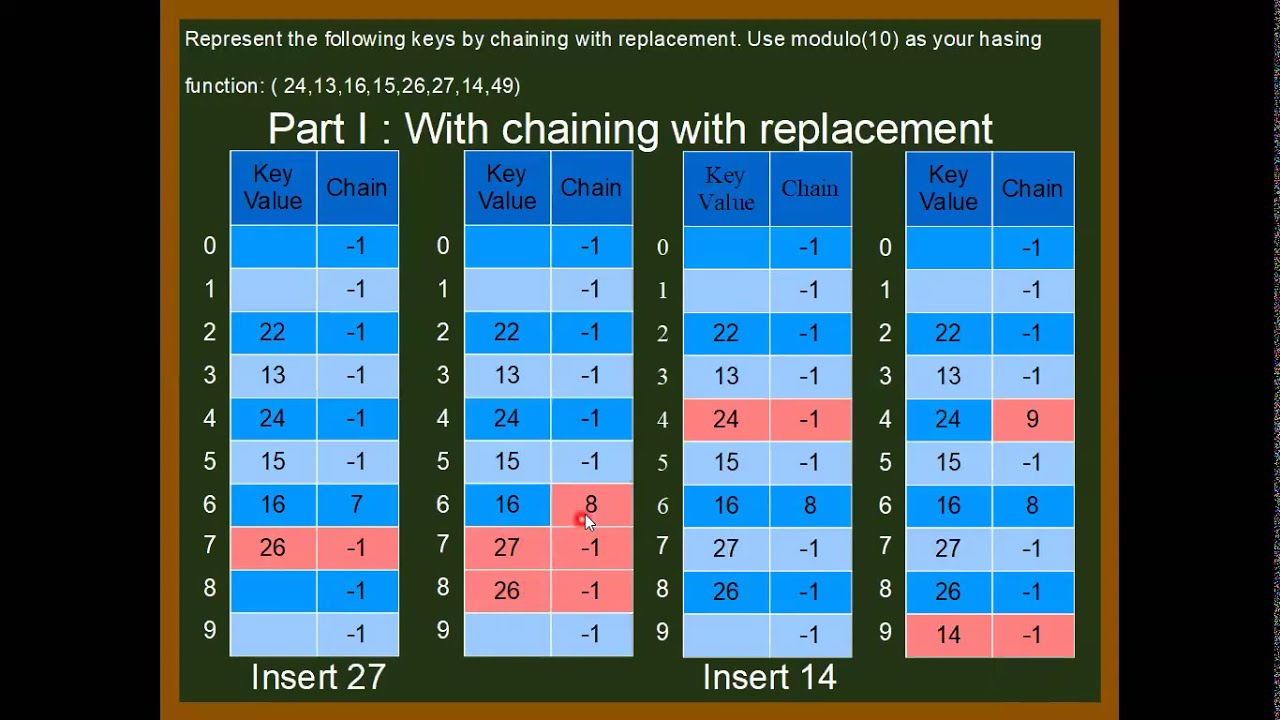 Represent the following keys by chaining with replacement. Use modulo(10) as your hasing
function: ( 24,13,16,15,26,27,14,49)
Part I : With chaining with replacement
Key Value Chain Key Value Chain Key Value Chain Key Value Chain
0 -1 0 -1 0 -1 0 -1
1 -1 1 -1 1 -1 1 -1
2 22 -1 2 22 -1 2 22 -1 2 22 -1
3 13 -1 3 13 -1 3 13 -1 3 13 -1
4 24 -1 4 24 -1 4 24 -1 4 24 9
5 15 -1 5 15 -1 5 15 -1 5 15 -1
6 16 7 6 16 8 6 16 8 6 16 8
7 26 -1 7 27 -1 7 27 -1 7 27 -1
8 -1 8 26 -1 8 26 -1 8 26 -1
9 -1 9 -1 9 -1 9 14 -1
Insert 27 Insert 14